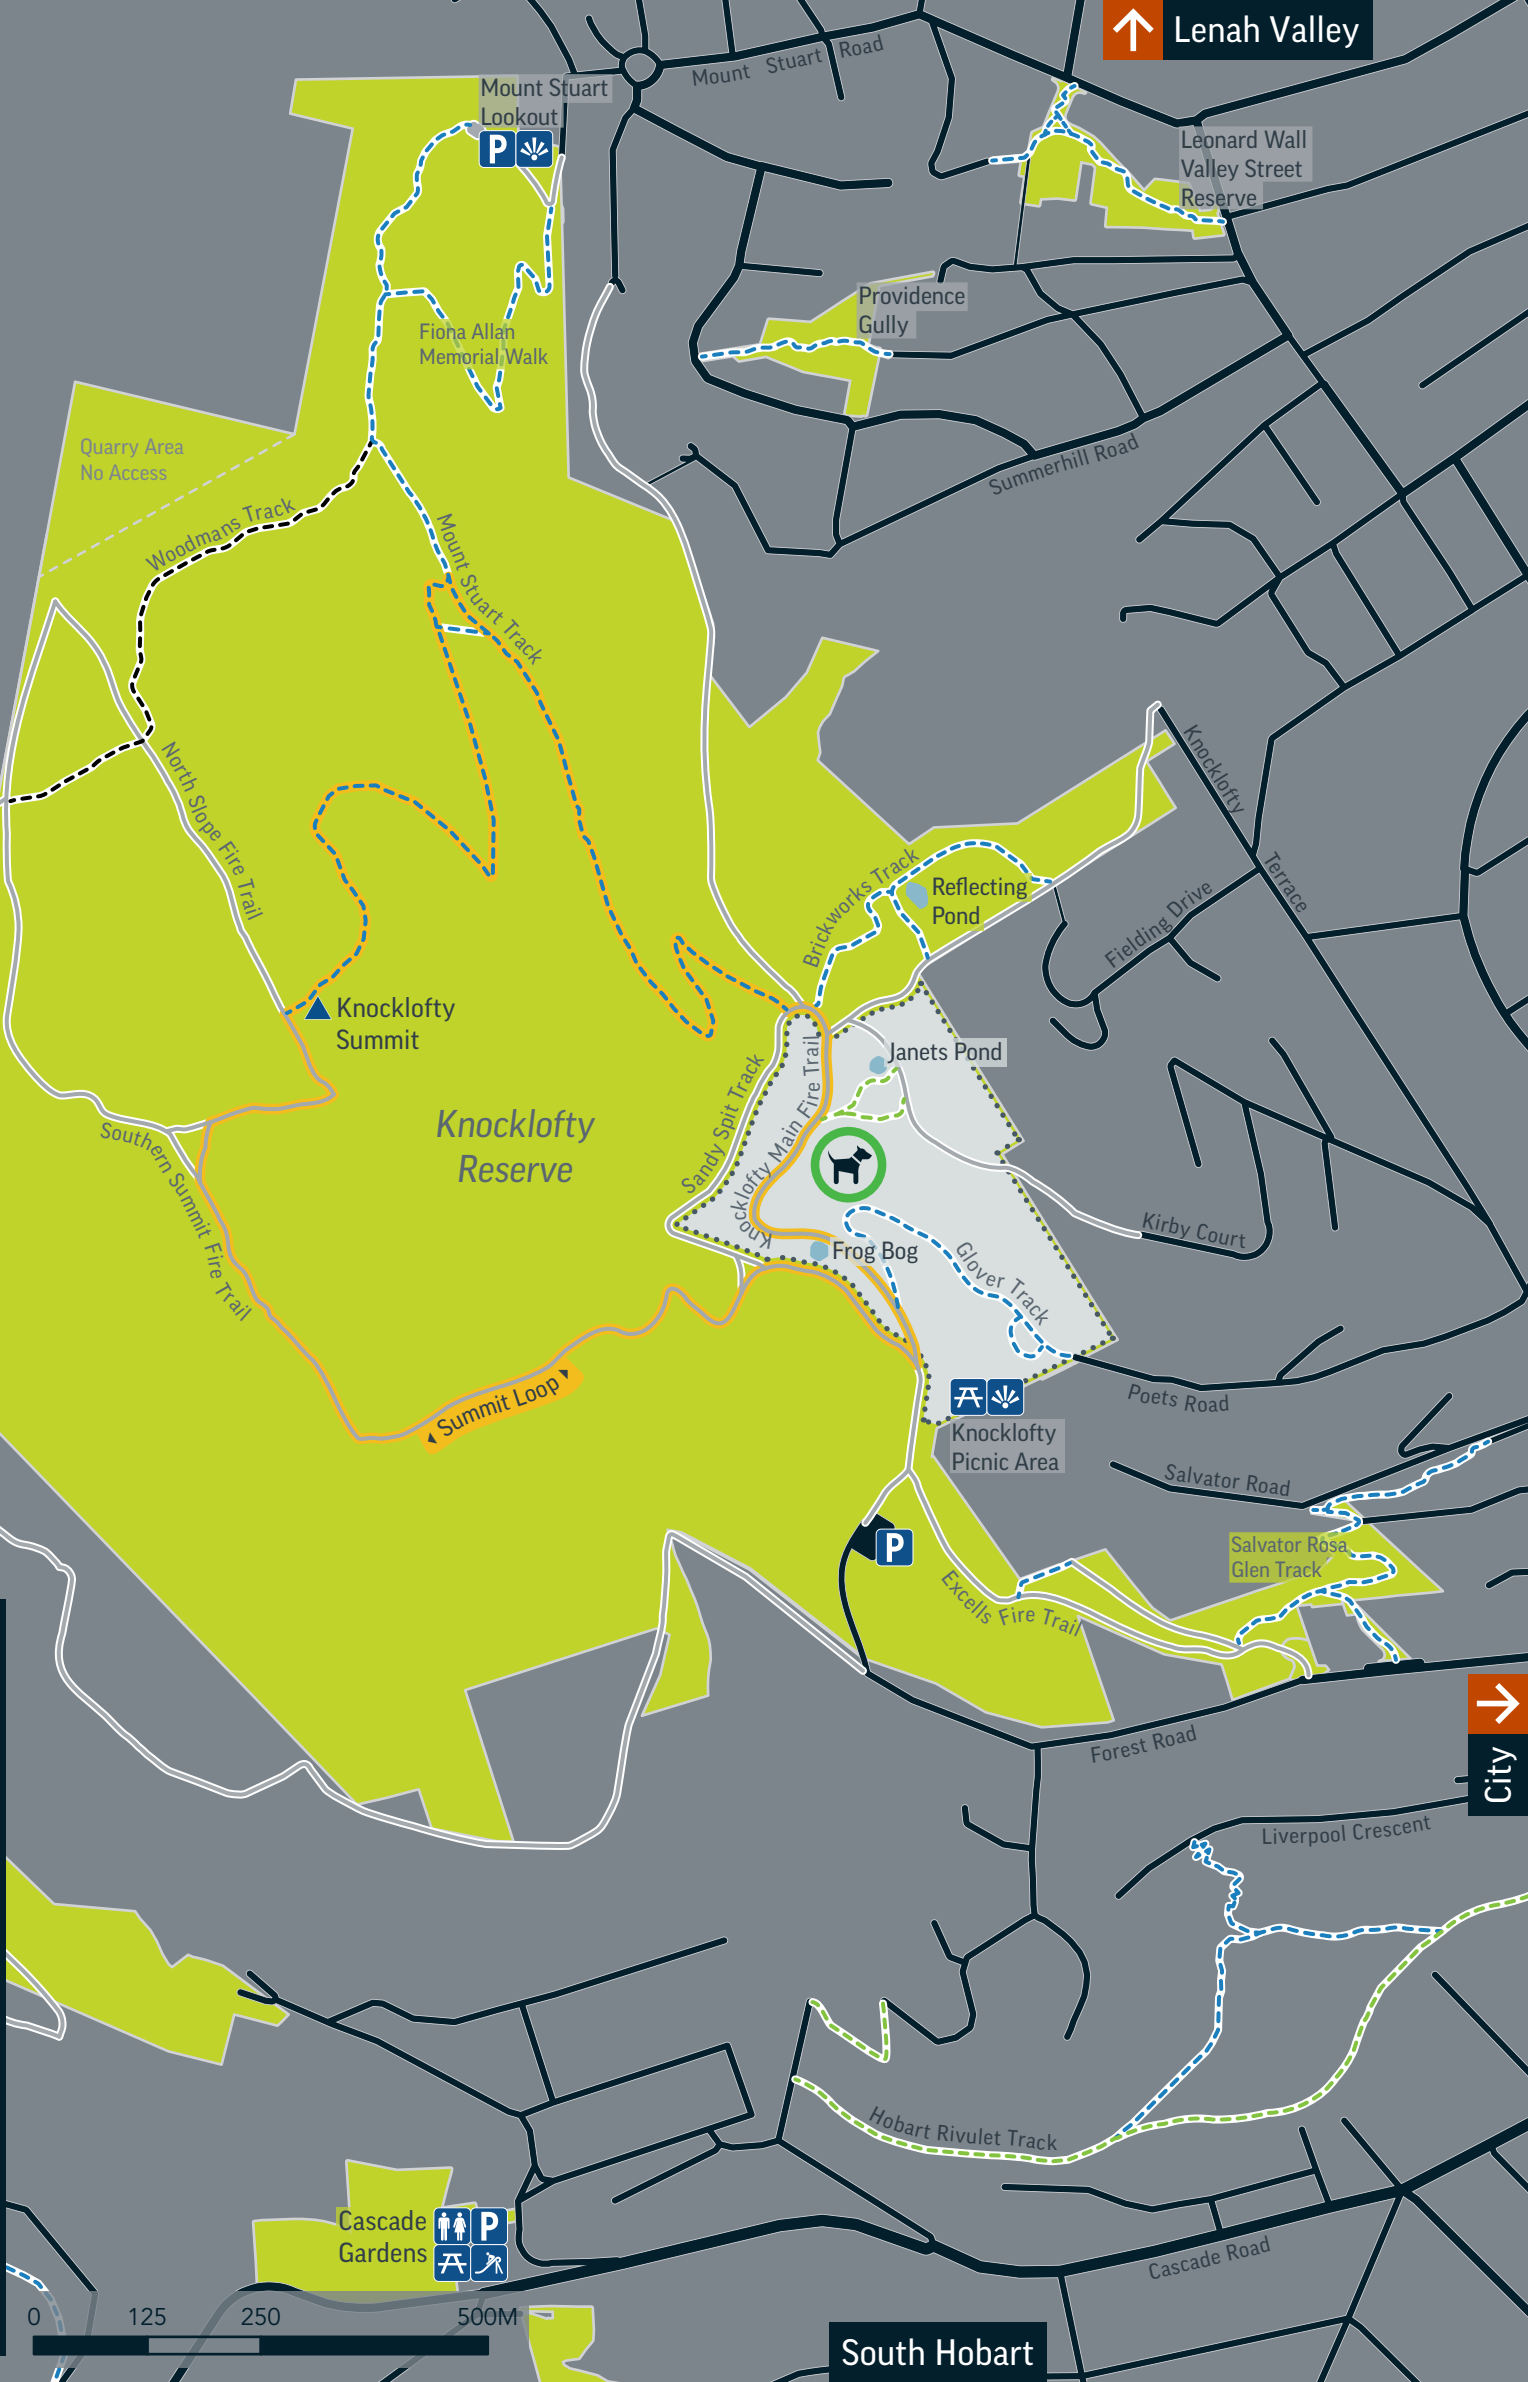 Lenah Valley
Mount Stuart Road
Mount Stuart
Lookout
P
Leonard Wall
Valley Street
Reserve
Providence
Gully
Fiona Allan
Memorial Walk
Summerhill Road
Quarry Area
No Access
Woodmans Track
Mount Stuart Track
North Slope Fire Trail
Knocklofty Terrace
Brickworks Track
Reflecting
Pond
Fielding Drive
Knocklofty
Summit
Janets Pond
Sandy Spit Track
Knocklofty Main Fire Trail
Knocklofty
Reserve
Southern Summit Fire Trail
Kirby Court
Frog Bog
Glover Track
Summit Loop
Poets Road
Knocklofty
Picnic Area
Salvator Road
P
Salvator Rosa
Glen Track
Excells Fire Trail
Forest Road
City
Liverpool Crescent
Hobart Rivulet Track
Cascade
Gardens
P
Cascade Road
0 125 250 500M
South Hobart